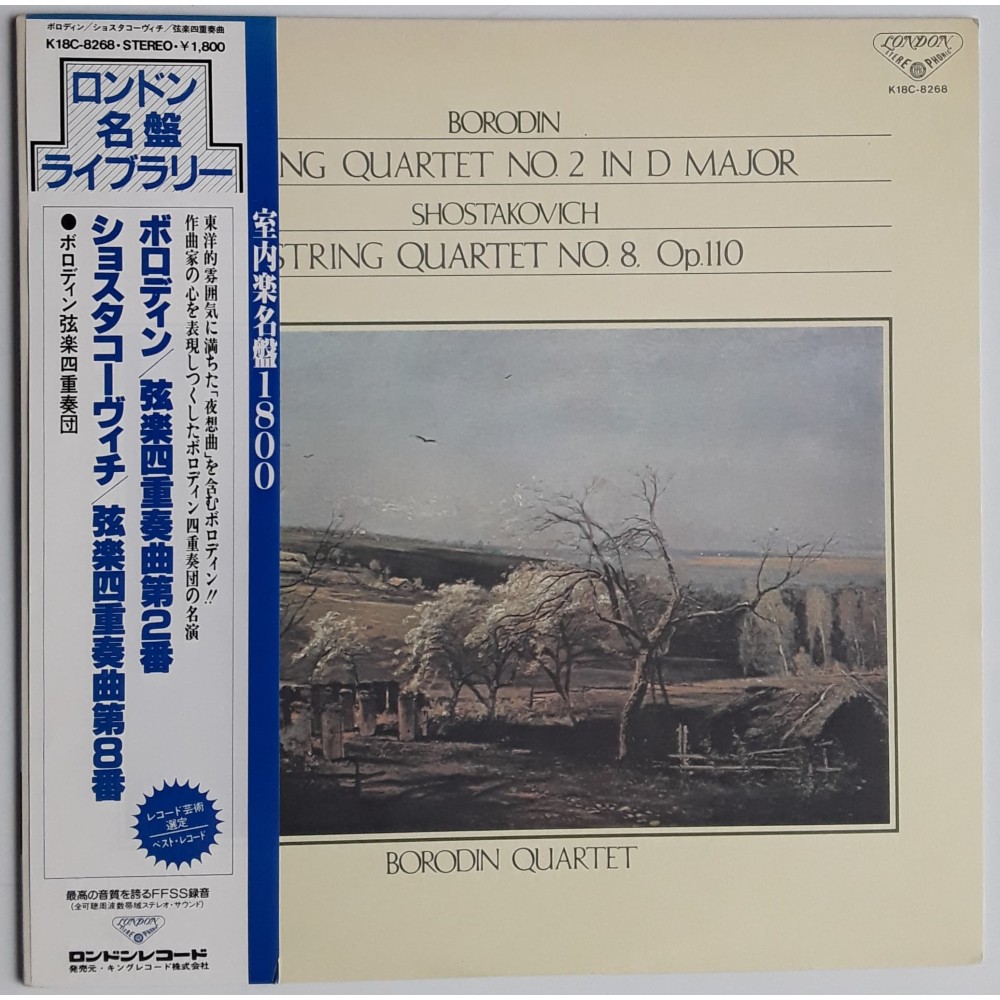 ボロディン/ショスタコーヴィチ/弦楽四重奏曲
K18C-8268・STEREO・¥1,800
ロンドン
名盤
ライブラリー
室内楽名盤1800
東洋的雰囲気に満ちた「夜想曲」を含むボロディン!!
作曲家の心を表現しつくしたボロディン四重奏団の名演
ボロディン/弦楽四重奏曲第2番
ショスタコーヴィチ/弦楽四重奏曲第8番
●ボロディン弦楽四重奏団
レコード芸術
選定
ベスト・レコード
最高の音質を誇るFFSS録音
(全可聴周波数帯域ステレオ・サウンド)
LONDON
STEREO PHONIC
ロンドンレコード
発売元・キングレコード株式会社
LONDON
STEREO PHONIC
K18C-8268
BORODIN
NG QUARTET NO. 2 IN D MAJOR
SHOSTAKOVICH
STRING QUARTET NO. 8, Op.110
BORODIN QUARTET